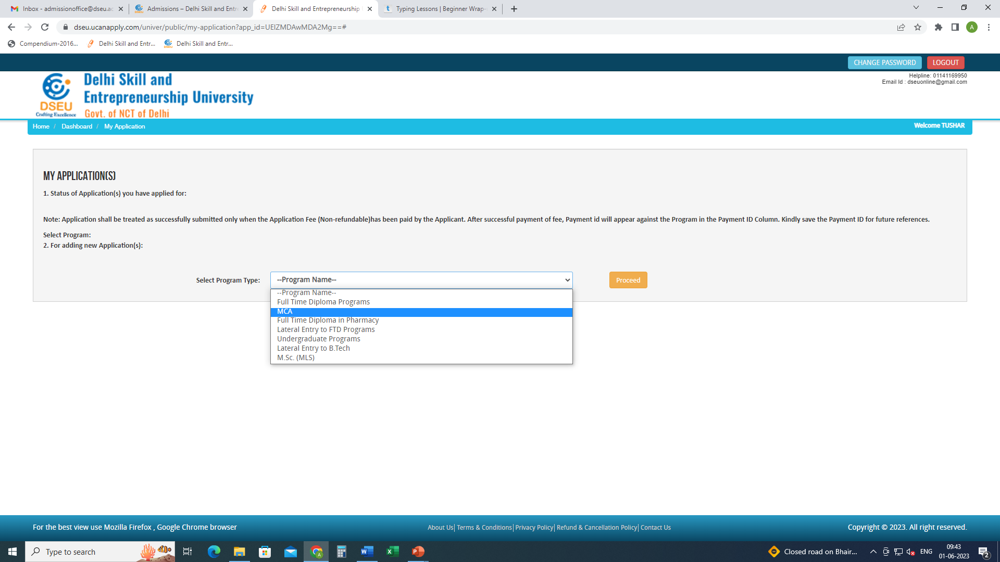 Inbox - admissionoffice@dseu.ac
Admissions – Delhi Skill and Entr
Delhi Skill and Entrepreneurship
Typing Lessons | Beginner Wrap-
dseu.ucanapply.com/univer/public/my-application?app_id=UElZMDAwMDA2Mg==#
A
Compendium-2016...
Delhi Skill and Entr...
Delhi Skill and Entr...
CHANGE PASSWORD
LOGOUT
Helpline: 01141169950
Email Id : dseuonline@gmail.com
DSEU
Crafting Excellence
Delhi Skill and
Entrepreneurship University
Govt. of NCT of Delhi
Home / Dashboard / My Application
Welcome TUSHAR
MY APPLICATION(S)
1. Status of Application(s) you have applied for:
Note: Application shall be treated as successfully submitted only when the Application Fee (Non-refundable)has been paid by the Applicant. After successful payment of fee, Payment id will appear against the Program in the Payment ID Column. Kindly save the Payment ID for future references.
Select Program:
2. For adding new Application(s):
Select Program Type:
--Program Name--
Proceed
--Program Name--
Full Time Diploma Programs
MCA
Full Time Diploma in Pharmacy
Lateral Entry to FTD Programs
Undergraduate Programs
Lateral Entry to B.Tech
M.Sc. (MLS)
For the best view use Mozilla Firefox , Google Chrome browser
About Us| Terms & Conditions| Privacy Policy| Refund & Cancellation Policy| Contact Us
Copyright © 2023. All right reserved.
Type to search
Closed road on Bhair...
ENG
09:43
01-06-2023
2